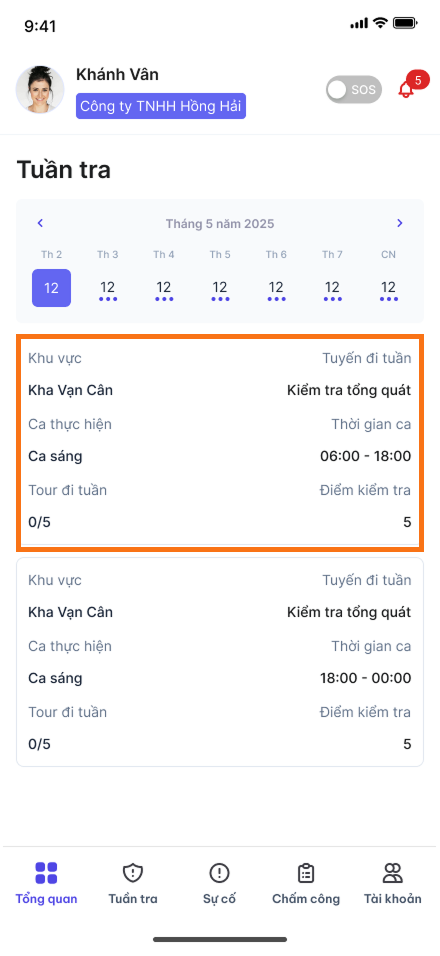 9:41
Khánh Vân
Công ty TNHH Hồng Hải
SOS
5
Tuần tra
Tháng 5 năm 2025
Th 2 Th 3 Th 4 Th 5 Th 6 Th 7 CN
12 12 12 12 12 12 12
Khu vực Tuyến đi tuần
Kha Vạn Cân Kiểm tra tổng quát
Ca thực hiện Thời gian ca
Ca sáng 06:00 - 18:00
Tour đi tuần Điểm kiểm tra
0/5 5
Khu vực Tuyến đi tuần
Kha Vạn Cân Kiểm tra tổng quát
Ca thực hiện Thời gian ca
Ca sáng 18:00 - 00:00
Tour đi tuần Điểm kiểm tra
0/5 5
Tổng quan Tuần tra Sự cố Chấm công Tài khoản